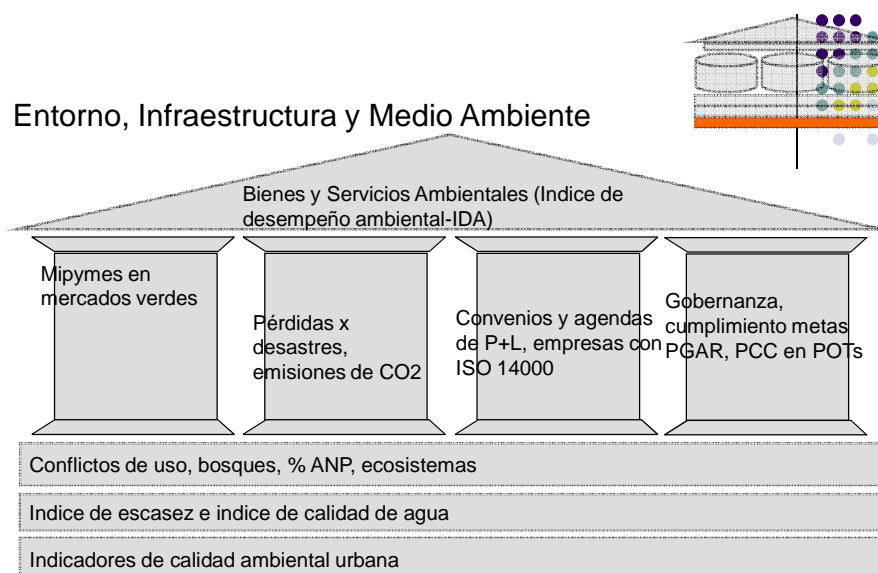 Entorno, Infraestructura y Medio Ambiente
Bienes y Servicios Ambientales (Indice de
desempeño ambiental-IDA)
Mipymes en
mercados verdes
Pérdidas x
desastres,
emisiones de CO2
Convenios y agendas
de P+L, empresas con
ISO 14000
Gobernanza,
cumplimiento metas
PGAR, PCC en POTs
Conflictos de uso, bosques, % ANP, ecosistemas
Indice de escasez e indice de calidad de agua
Indicadores de calidad ambiental urbana